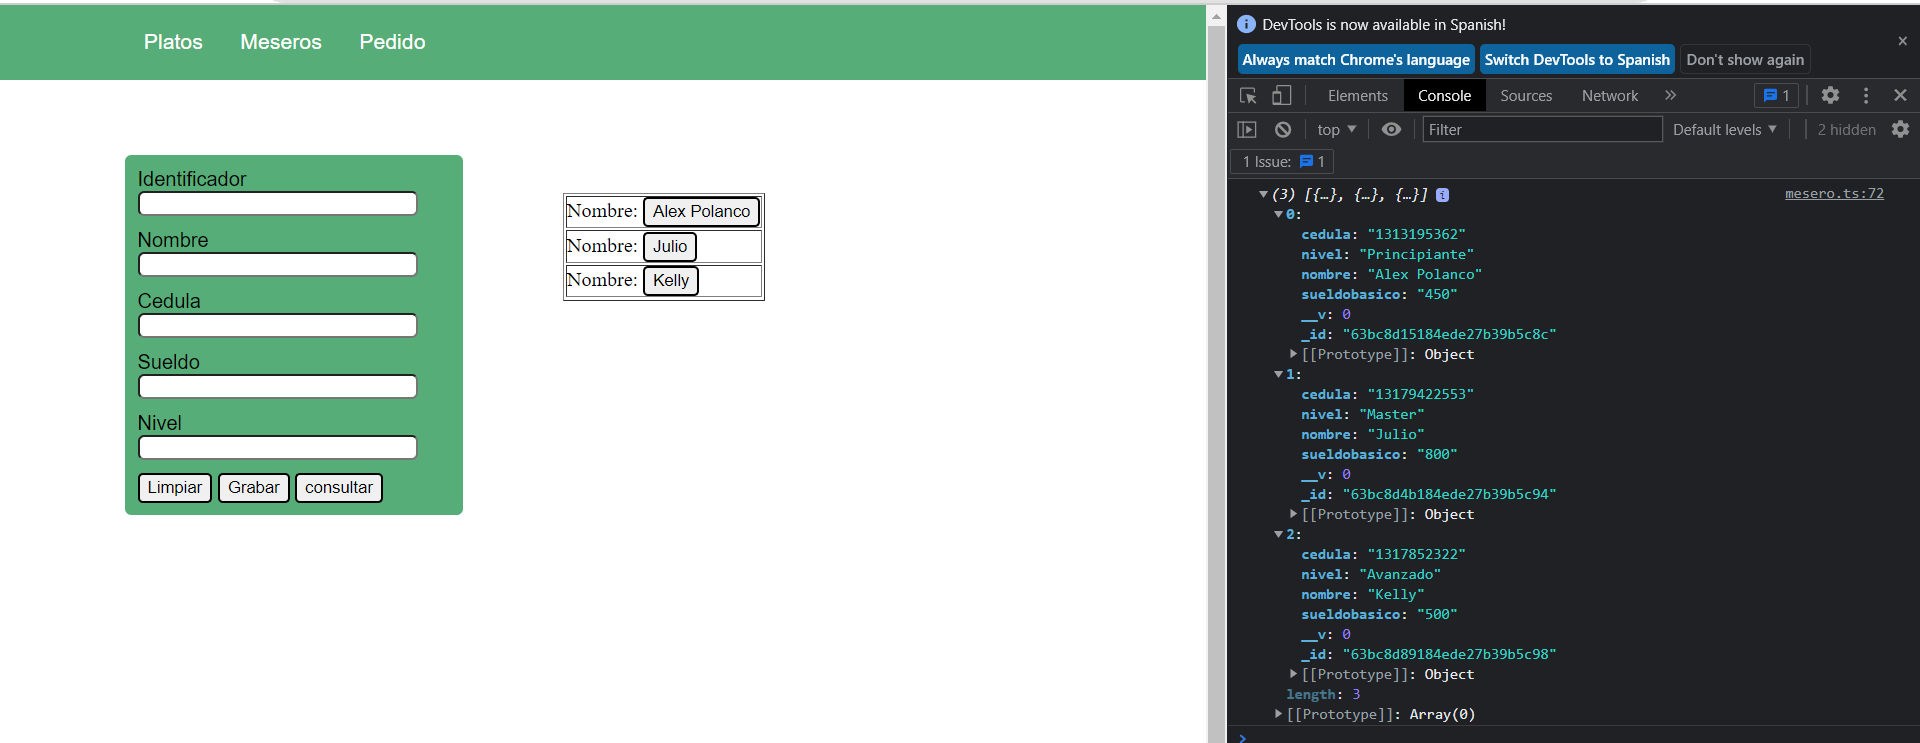 Platos Meseros Pedido
Identificador
Nombre
Cedula
Sueldo
Nivel
Limpiar Grabar consultar
Nombre: Alex Polanco
Nombre: Julio
Nombre: Kelly
DevTools is now available in Spanish!
Always match Chrome's language Switch DevTools to Spanish Don't show again
Elements Console Sources Network 1
top Filter Default levels 2 hidden
1 Issue: 1
(3) [{…}, {…}, {…}] mesero.ts:72
0:
cedula: "1313195362"
nivel: "Principiante"
nombre: "Alex Polanco"
sueldobasico: "450"
__v: 0
_id: "63bc8d15184ede27b39b5c8c"
[[Prototype]]: Object
1:
cedula: "13179422553"
nivel: "Master"
nombre: "Julio"
sueldobasico: "800"
__v: 0
_id: "63bc8d4b184ede27b39b5c94"
[[Prototype]]: Object
2:
cedula: "1317852322"
nivel: "Avanzado"
nombre: "Kelly"
sueldobasico: "500"
__v: 0
_id: "63bc8d89184ede27b39b5c98"
[[Prototype]]: Object
length: 3
[[Prototype]]: Array(0)